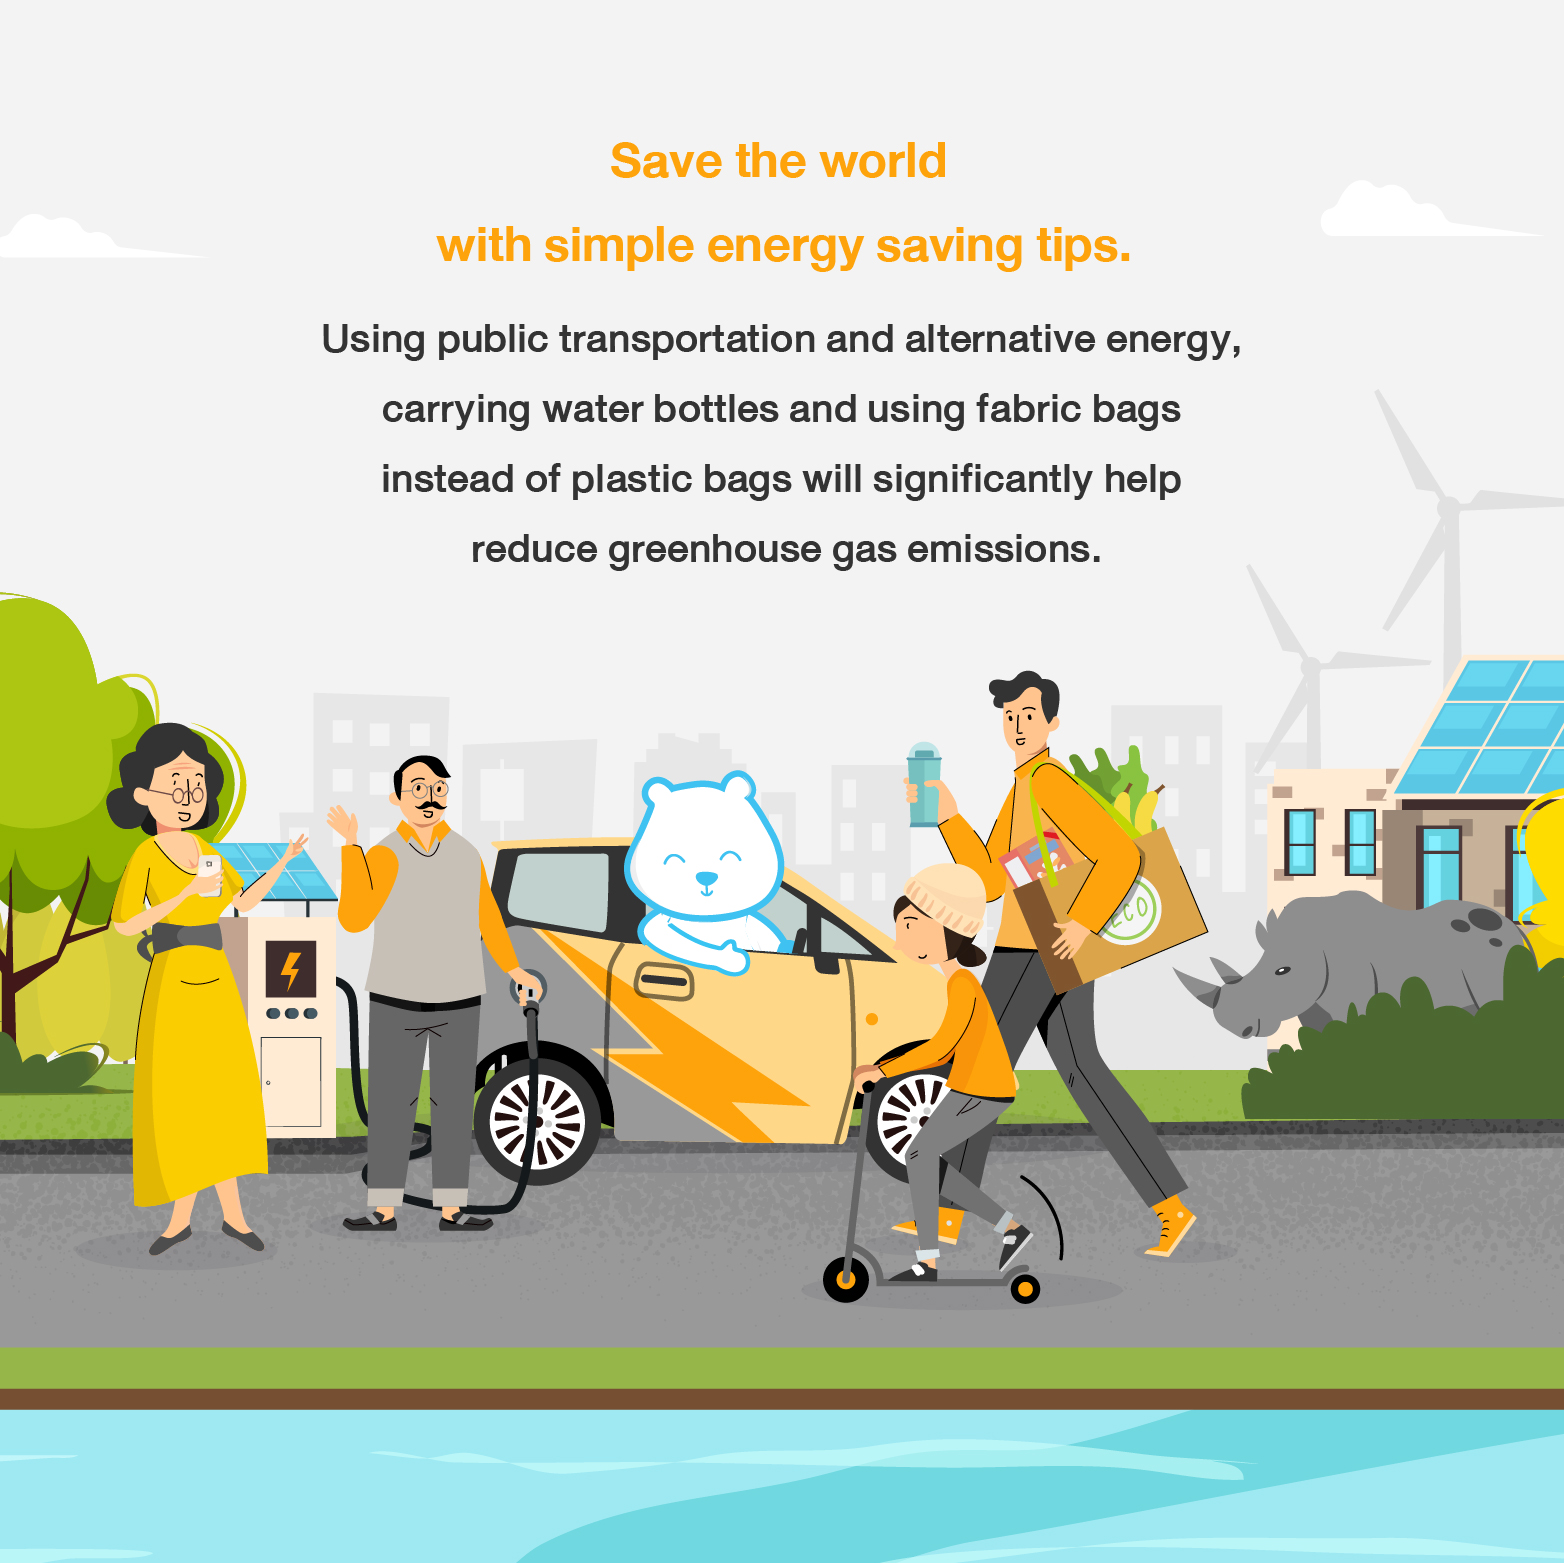 Save the world
with simple energy saving tips.
Using public transportation and alternative energy,
carrying water bottles and using fabric bags
instead of plastic bags will significantly help
reduce greenhouse gas emissions.
ECO